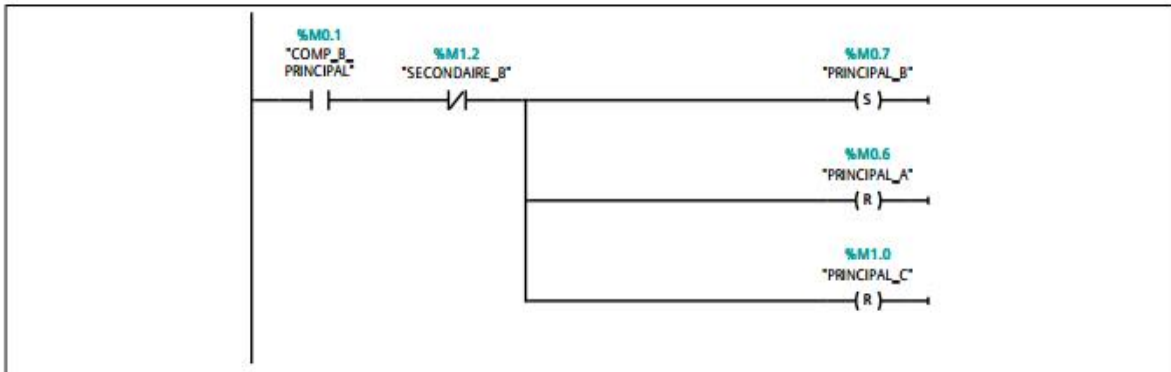 %M0.1
"COMP_B_
PRINCIPAL"
%M1.2
"SECONDAIRE_B"
%M0.7
"PRINCIPAL_B"
S
%M0.6
"PRINCIPAL_A"
R
%M1.0
"PRINCIPAL_C"
R